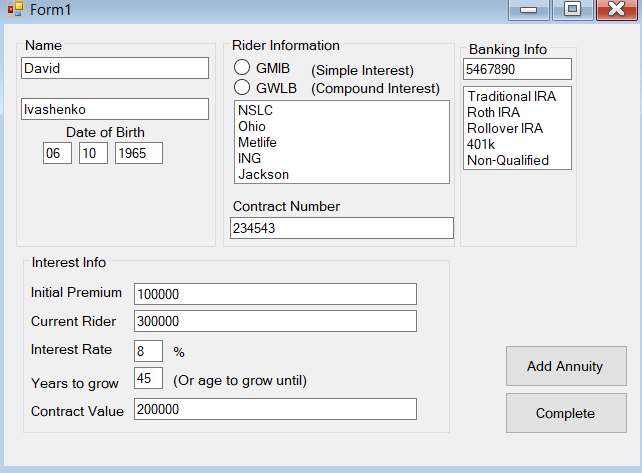 Form1
Name
David
Ivashenko
Date of Birth
06 10 1965
Rider Information
GMIB (Simple Interest)
GWLB (Compound Interest)
NSLC
Ohio
Metlife
ING
Jackson
Contract Number
234543
Banking Info
5467890
Traditional IRA
Roth IRA
Rollover IRA
401k
Non-Qualified
Interest Info
Initial Premium 100000
Current Rider 300000
Interest Rate 8 %
Years to grow 45 (Or age to grow until)
Contract Value 200000
Add Annuity
Complete